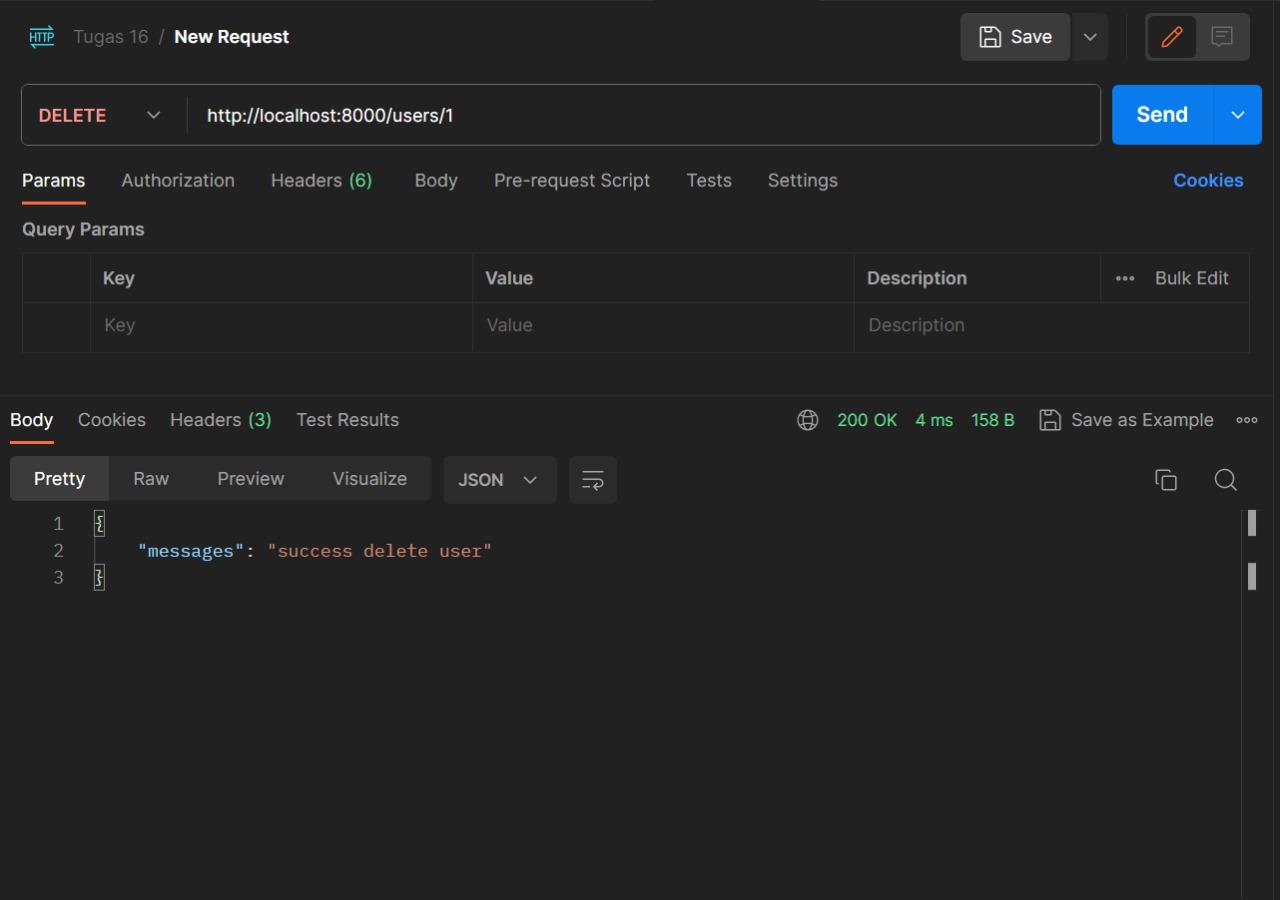 HTTP Tugas 16 / New Request Save
DELETE http://localhost:8000/users/1 Send
Params Authorization Headers (6) Body Pre-request Script Tests Settings Cookies
Query Params
Key Value Description ••• Bulk Edit
Key Value Description
Body Cookies Headers (3) Test Results 200 OK 4 ms 158 B Save as Example
Pretty Raw Preview Visualize JSON
1 {
2 "messages": "success delete user"
3 }